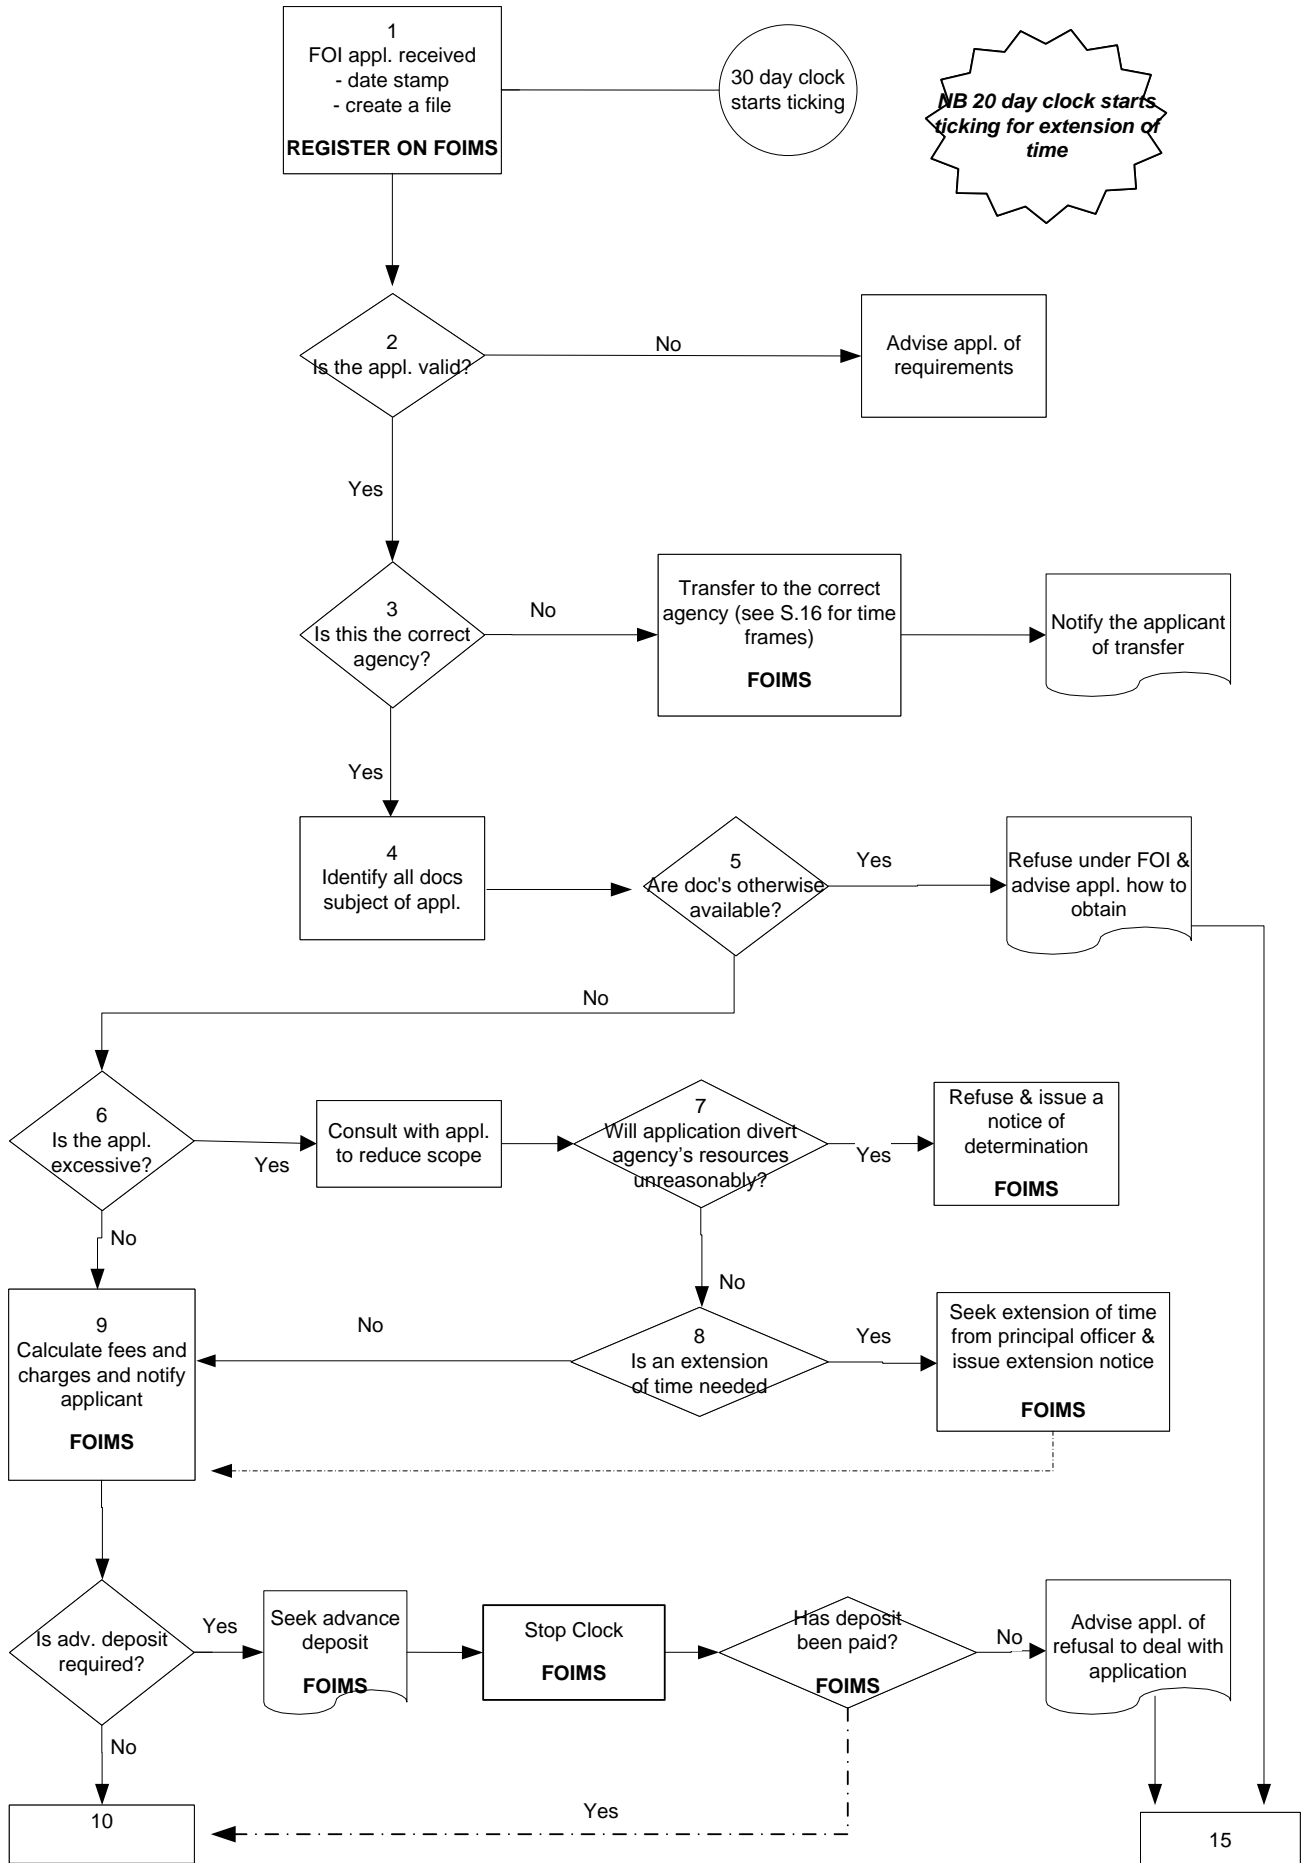 1
FOI appl. received
- date stamp
- create a file
REGISTER ON FOIMS
30 day clock
starts ticking
NB 20 day clock starts
ticking for extension of
time
2
Is the appl. valid?
No
Advise appl. of
requirements
Yes
3
Is this the correct
agency?
No
Transfer to the correct
agency (see S.16 for time
frames)
FOIMS
Notify the applicant
of transfer
Yes
4
Identify all docs
subject of appl.
5
Are doc's otherwise
available?
Yes
Refuse under FOI &
advise appl. how to
obtain
No
6
Is the appl.
excessive?
Yes
Consult with appl.
to reduce scope
7
Will application divert
agency’s resources
unreasonably?
Yes
Refuse & issue a
notice of
determination
FOIMS
No
No
9
Calculate fees and
charges and notify
applicant
FOIMS
No
8
Is an extension
of time needed
Yes
Seek extension of time
from principal officer &
issue extension notice
FOIMS
Is adv. deposit
required?
Yes
Seek advance
deposit
FOIMS
Stop Clock
FOIMS
Has deposit
been paid?
FOIMS
No
Advise appl. of
refusal to deal with
application
No
Yes
10
15